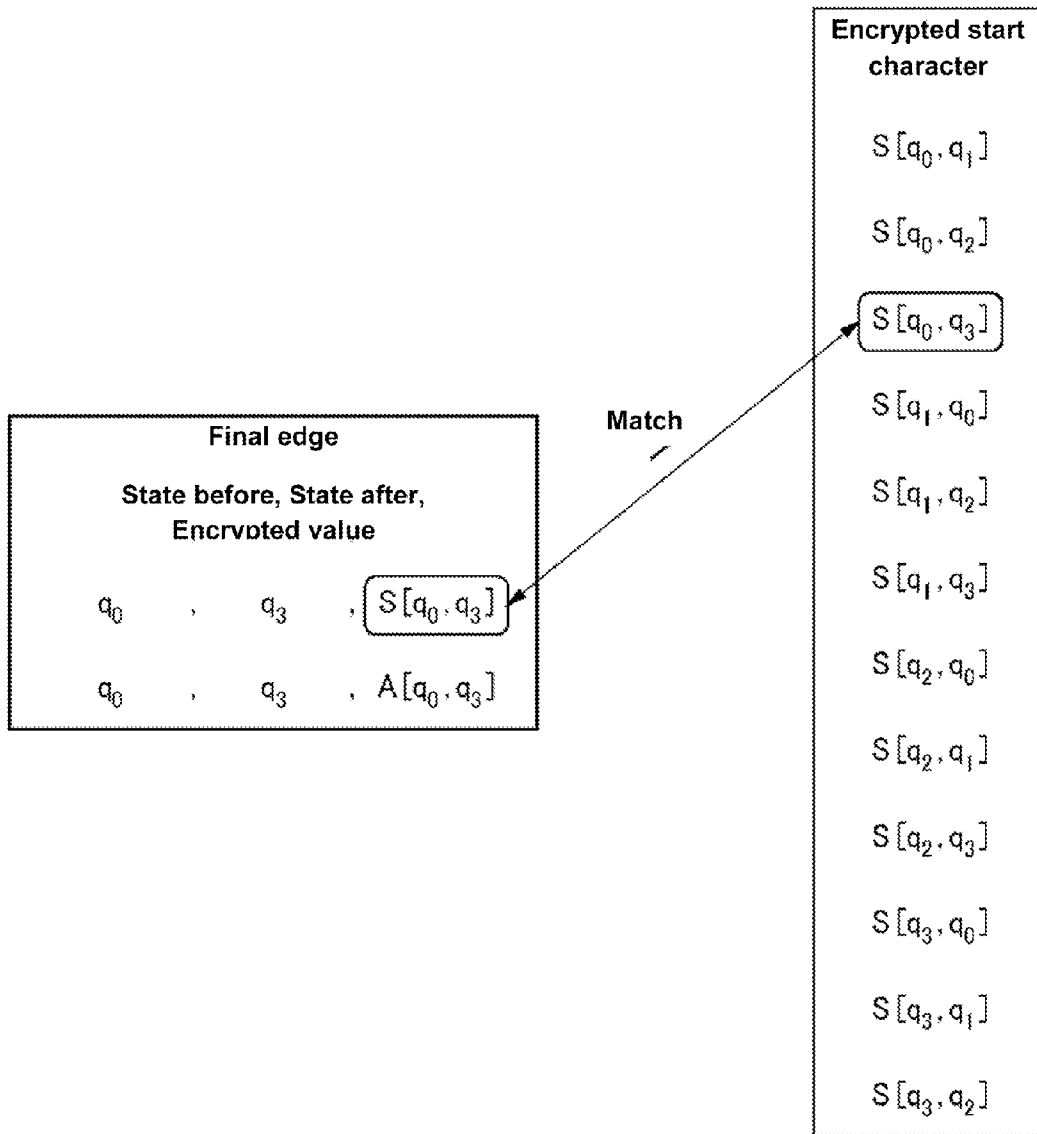 Final edge
State before, State after,
Encrypted value
q₀ , q₃ , S[q₀, q₃]
q₀ , q₃ , A[q₀, q₃]
Match
Encrypted start
character
S[q₀, q₁]
S[q₀, q₂]
S[q₀, q₃]
S[q₁, q₀]
S[q₁, q₂]
S[q₁, q₃]
S[q₂, q₀]
S[q₂, q₁]
S[q₂, q₃]
S[q₃, q₀]
S[q₃, q₁]
S[q₃, q₂]